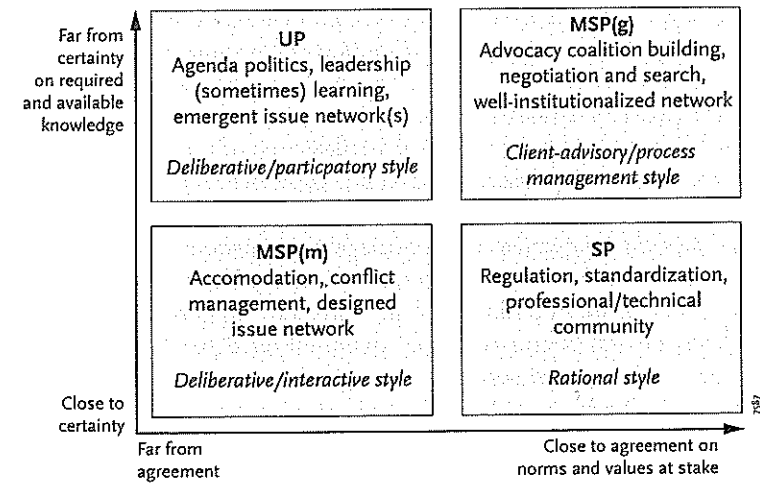 Far from
certainty
on required
and available
knowledge
UP
Agenda politics, leadership
(sometimes) learning,
emergent issue network(s)
Deliberative/particpatory style
MSP(g)
Advocacy coalition building,
negotiation and search,
well-institutionalized network
Client-advisory/process
management style
MSP(m)
Accomodation, conflict
management, designed
issue network
Deliberative/interactive style
SP
Regulation, standardization,
professional/technical
community
Rational style
Close to
certainty
7587
Far from
agreement
Close to agreement on
norms and values at stake